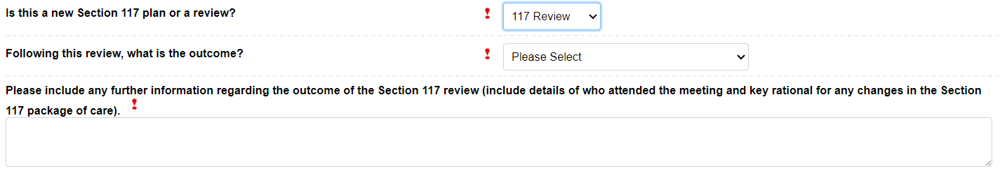 Is this a new Section 117 plan or a review? 117 Review
Following this review, what is the outcome? Please Select
Please include any further information regarding the outcome of the Section 117 review (include details of who attended the meeting and key rational for any changes in the Section
117 package of care).